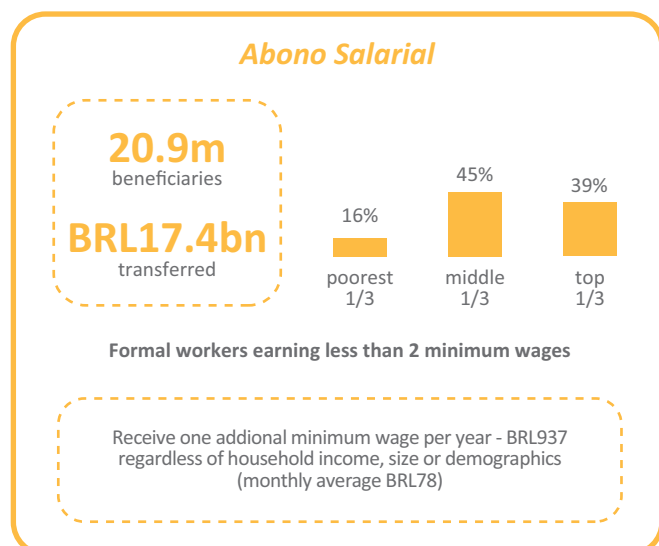 Abono Salarial
20.9m
beneficiaries
BRL17.4bn
transferred
16%
45%
39%
poorest
1/3
middle
1/3
top
1/3
Formal workers earning less than 2 minimum wages
Receive one addional minimum wage per year - BRL937
regardless of household income, size or demographics
(monthly average BRL78)